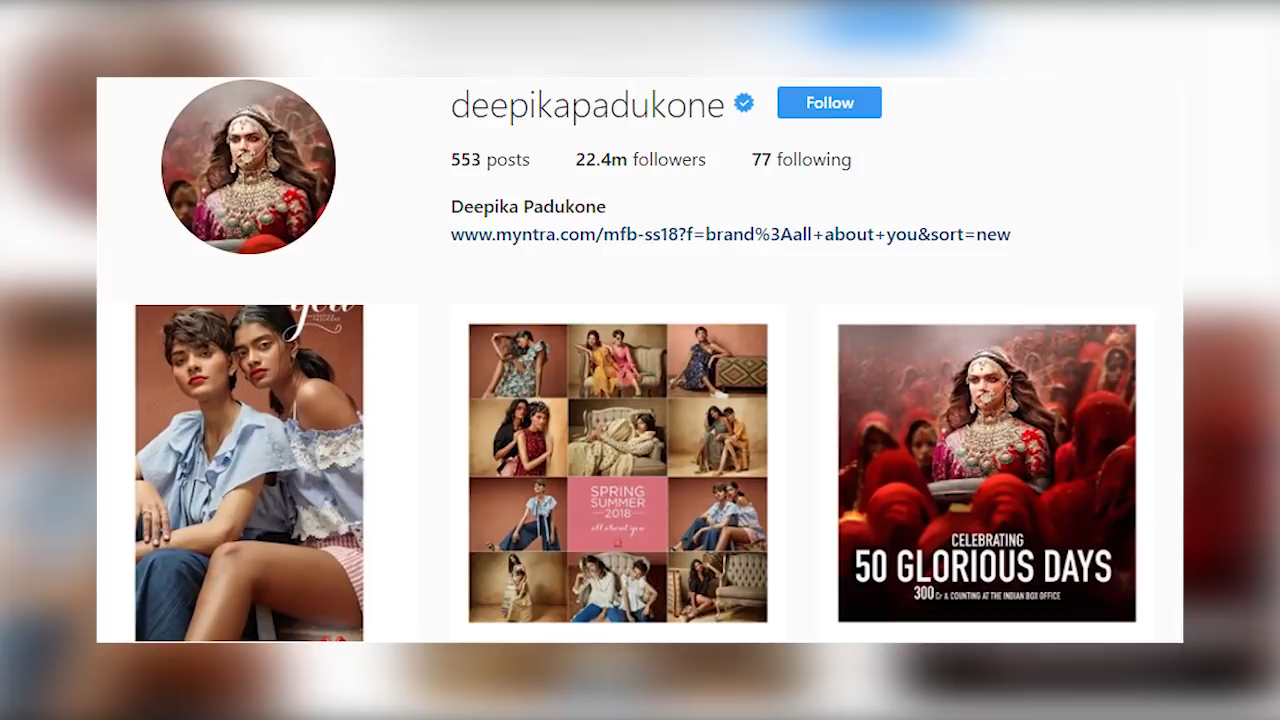 deepikapadukone
Follow
553 posts
22.4m followers
77 following
Deepika Padukone
www.myntra.com/mfb-ss18?f=brand%3Aall+about+you&sort=new
you
SPRING
SUMMER
2018
all about you
CELEBRATING
50 GLORIOUS DAYS
300 Cr & COUNTING AT THE INDIAN BOX OFFICE